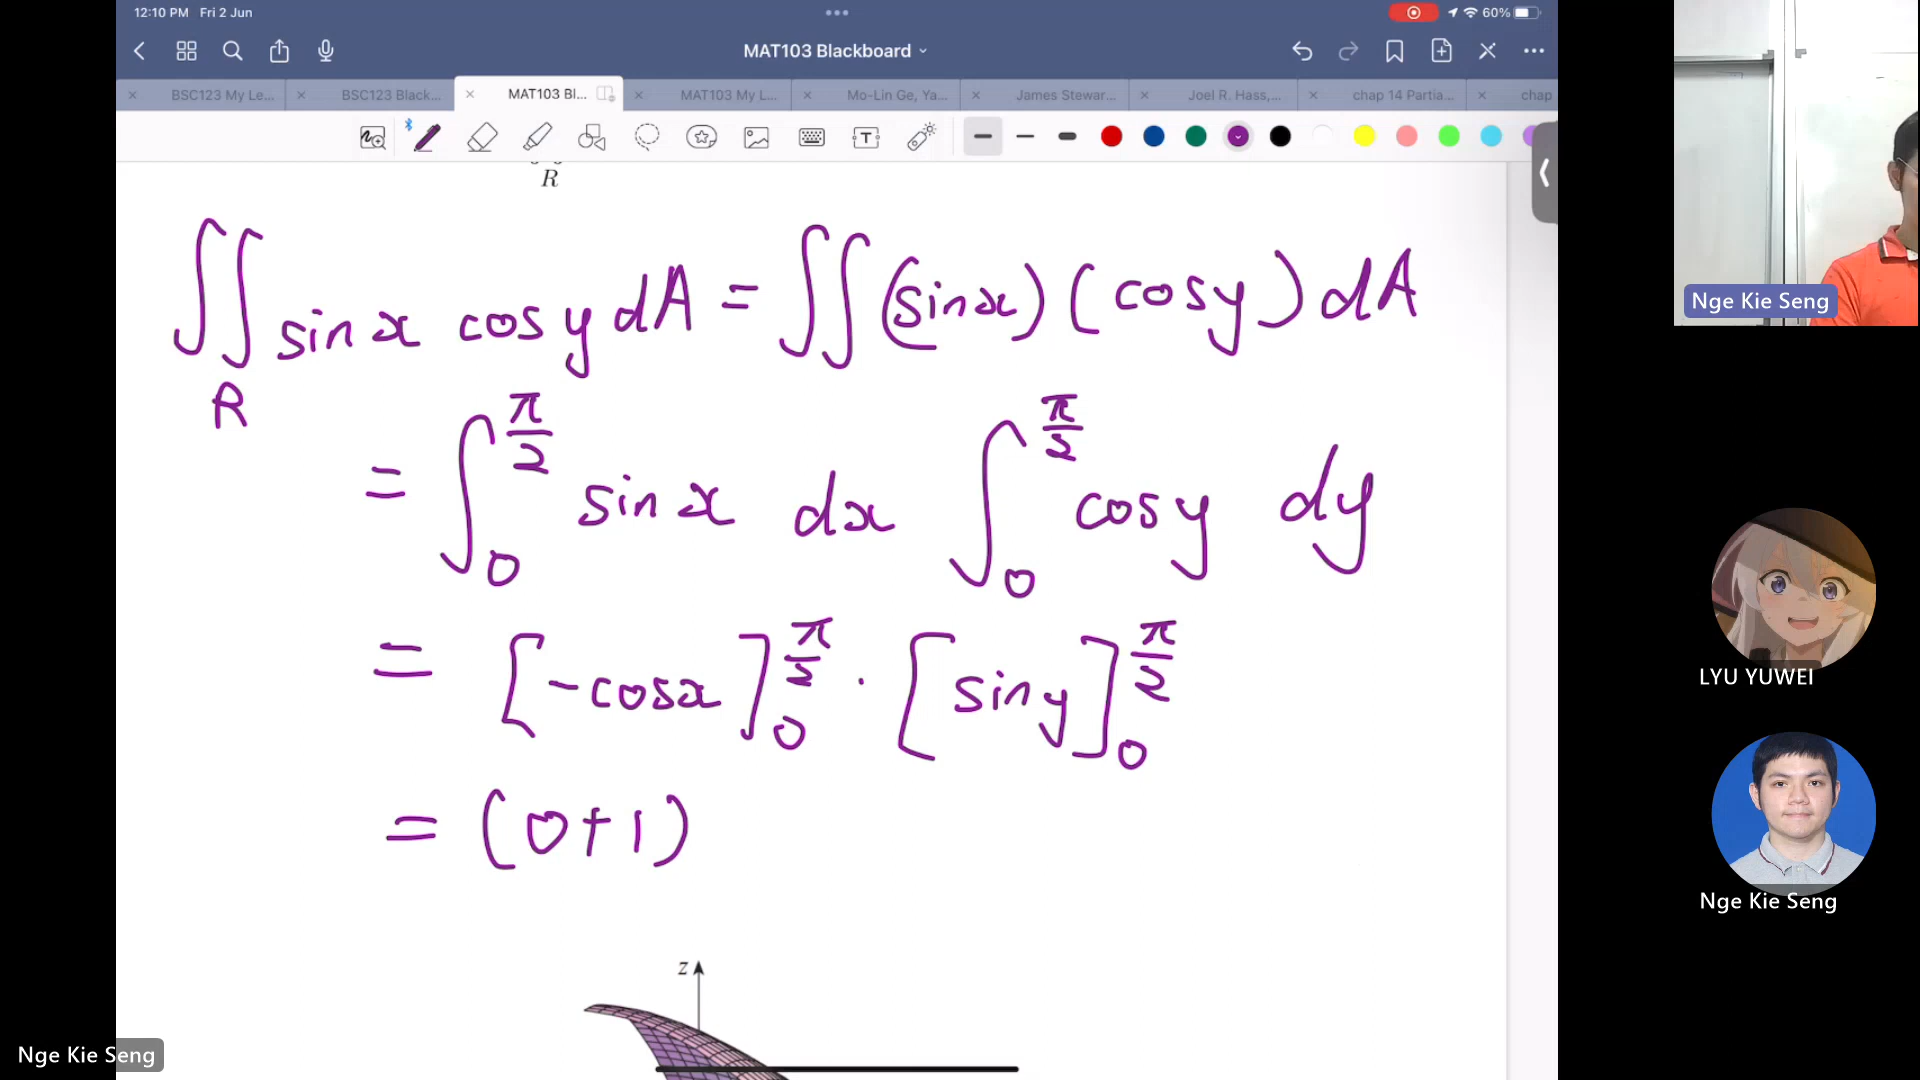 12:10 PM Fri 2 Jun
60%
MAT103 Blackboard
BSC123 My Le...
BSC123 Black...
MAT103 Bl...
MAT103 My L...
Mo-Lin Ge, Ya...
James Stewar...
Joel R. Hass,...
chap 14 Partia...
chap
R
∬_R sin x cos y dA = ∬ (sin x) (cos y) dA
= ∫_0^{π/2} sin x dx ∫_0^{π/2} cos y dy
= [-cos x]_0^{π/2} · [sin y]_0^{π/2}
= (0+1)
z
Nge Kie Seng
LYU YUWEI
Nge Kie Seng
Nge Kie Seng